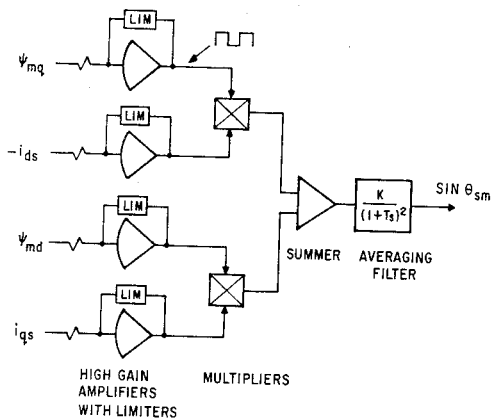 LIM
ψmq
LIM
-ids
LIM
ψmd
LIM
iqs
K
(1+Ts)²
SIN θsm
SUMMER
AVERAGING
FILTER
HIGH GAIN
AMPLIFIERS
WITH LIMITERS
MULTIPLIERS